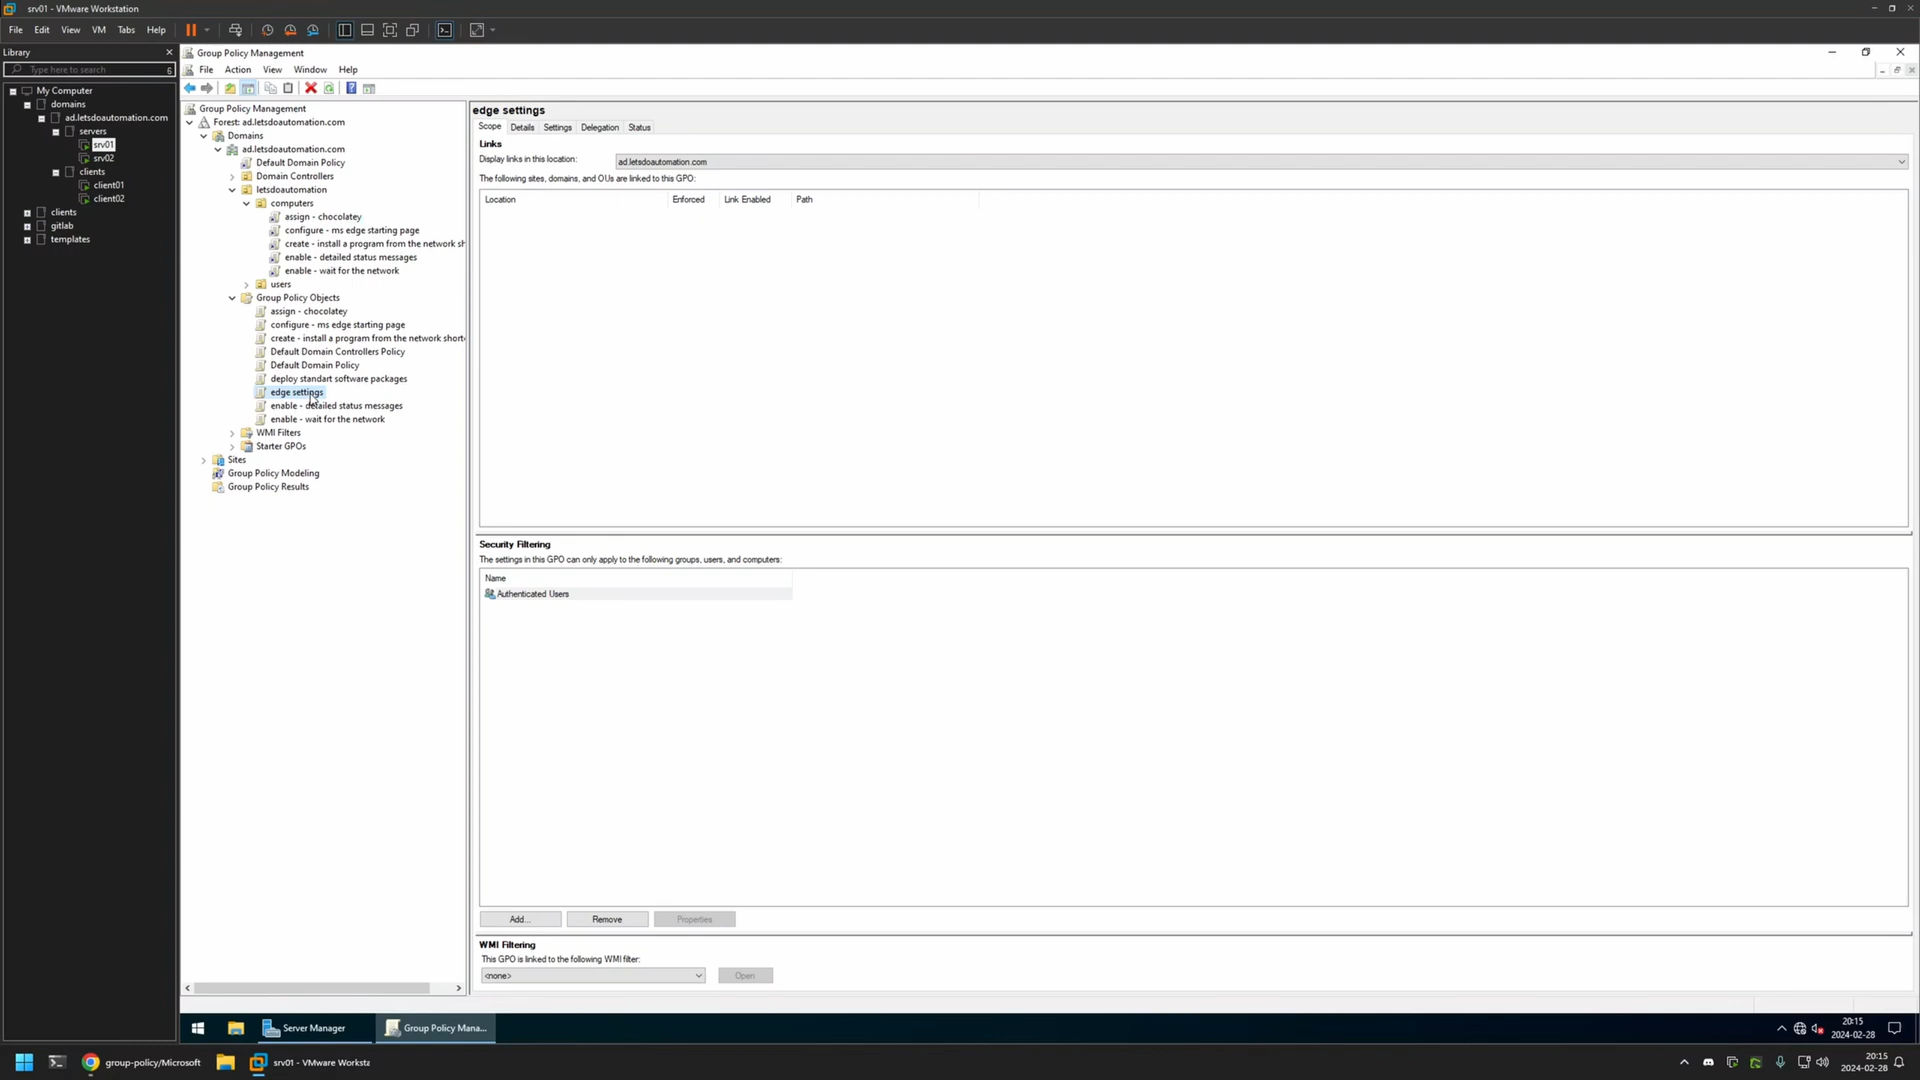 srv01 - VMware Workstation
File Edit View VM Tabs Help
Library
Type here to search
My Computer
domains
ad.letsdoautomation.com
servers
srv01
srv02
clients
client01
client02
clients
gitlab
templates
Group Policy Management
File Action View Window Help
Group Policy Management
Forest: ad.letsdoautomation.com
Domains
ad.letsdoautomation.com
Default Domain Policy
Domain Controllers
letsdoautomation
computers
assign - chocolatey
configure - ms edge starting page
create - install a program from the network sh
enable - detailed status messages
enable - wait for the network
users
Group Policy Objects
assign - chocolatey
configure - ms edge starting page
create - install a program from the network shortc
Default Domain Controllers Policy
Default Domain Policy
deploy standart software packages
edge settings
enable - detailed status messages
enable - wait for the network
WMI Filters
Starter GPOs
Sites
Group Policy Modeling
Group Policy Results
edge settings
Scope Details Settings Delegation Status
Links
Display links in this location: ad.letsdoautomation.com
The following sites, domains, and OUs are linked to this GPO:
Location Enforced Link Enabled Path
Security Filtering
The settings in this GPO can only apply to the following groups, users, and computers:
Name
Authenticated Users
Add... Remove Properties
WMI Filtering
This GPO is linked to the following WMI filter:
<none> Open
Server Manager Group Policy Mana... 20:15
2024-02-28
group-policy/Microsoft srv01 - VMware Worksta 20:15
2024-02-28